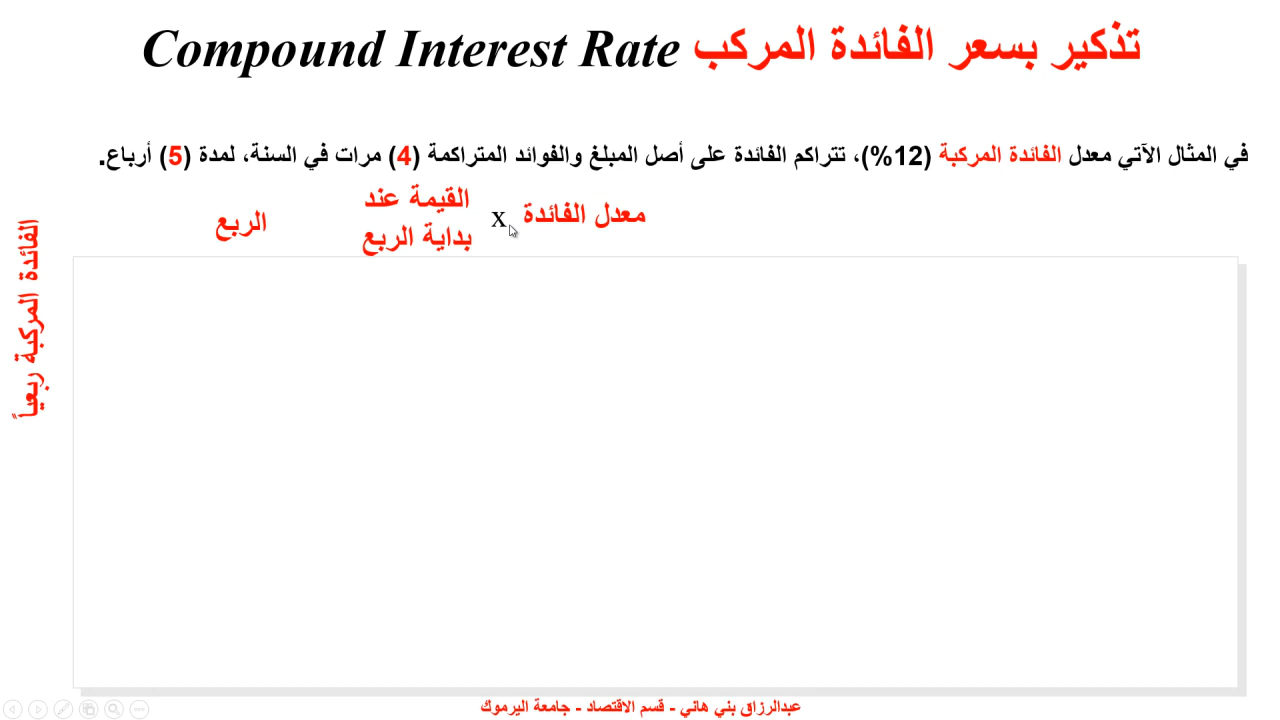 تذكير بسعر الفائدة المركب Compound Interest Rate
في المثال الآتي معدل الفائدة المركبة (12%)، تتراكم الفائدة على أصل المبلغ والفوائد المتراكمة (4) مرات في السنة، لمدة (5) أرباع.
الربع
القيمة عند
بداية الربع
x
معدل الفائدة
الفائدة المركبة ربعياً
عبدالرزاق بني هاني - قسم الاقتصاد - جامعة اليرموك